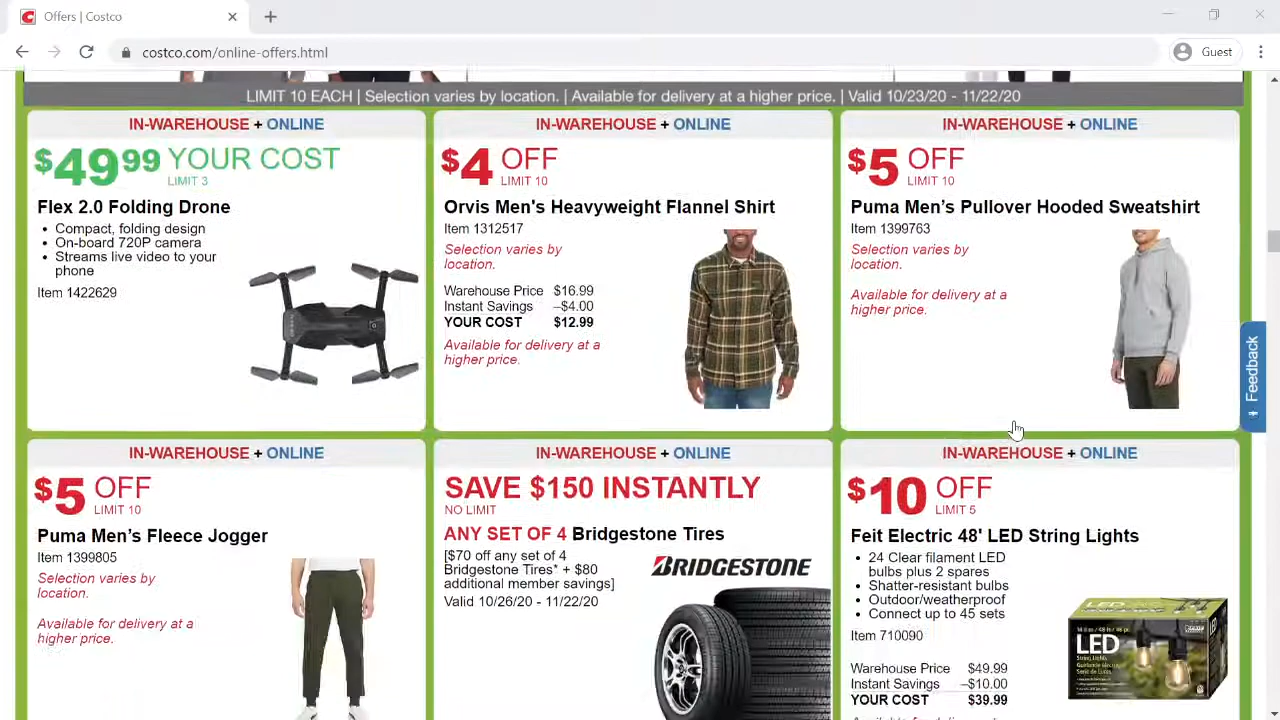 Offers | Costco
costco.com/online-offers.html
Guest
LIMIT 10 EACH | Selection varies by location. | Available for delivery at a higher price. | Valid 10/23/20 - 11/22/20
IN-WAREHOUSE + ONLINE
$49.99 YOUR COST
LIMIT 3
Flex 2.0 Folding Drone
• Compact, folding design
• On-board 720P camera
• Streams live video to your
phone
Item 1422629
IN-WAREHOUSE + ONLINE
$4 OFF
LIMIT 10
Orvis Men's Heavyweight Flannel Shirt
Item 1312517
Selection varies by
location.
Warehouse Price $16.99
Instant Savings –$4.00
YOUR COST $12.99
Available for delivery at a
higher price.
IN-WAREHOUSE + ONLINE
$5 OFF
LIMIT 10
Puma Men’s Pullover Hooded Sweatshirt
Item 1399763
Selection varies by
location.
Available for delivery at a
higher price.
Feedback
IN-WAREHOUSE + ONLINE
$5 OFF
LIMIT 10
Puma Men’s Fleece Jogger
Item 1399805
Selection varies by
location.
Available for delivery at a
higher price.
IN-WAREHOUSE + ONLINE
SAVE $150 INSTANTLY
NO LIMIT
ANY SET OF 4 Bridgestone Tires
[$70 off any set of 4
Bridgestone Tires* + $80
additional member savings]
Valid 10/26/20 - 11/22/20
BRIDGESTONE
IN-WAREHOUSE + ONLINE
$10 OFF
LIMIT 5
Feit Electric 48' LED String Lights
• 24 Clear filament LED
bulbs plus 2 spares
• Shatter-resistant bulbs
• Outdoor/weatherproof
• Connect up to 45 sets
Item 710090
Warehouse Price $49.99
Instant Savings –$10.00
YOUR COST $39.99
LED
String Lights